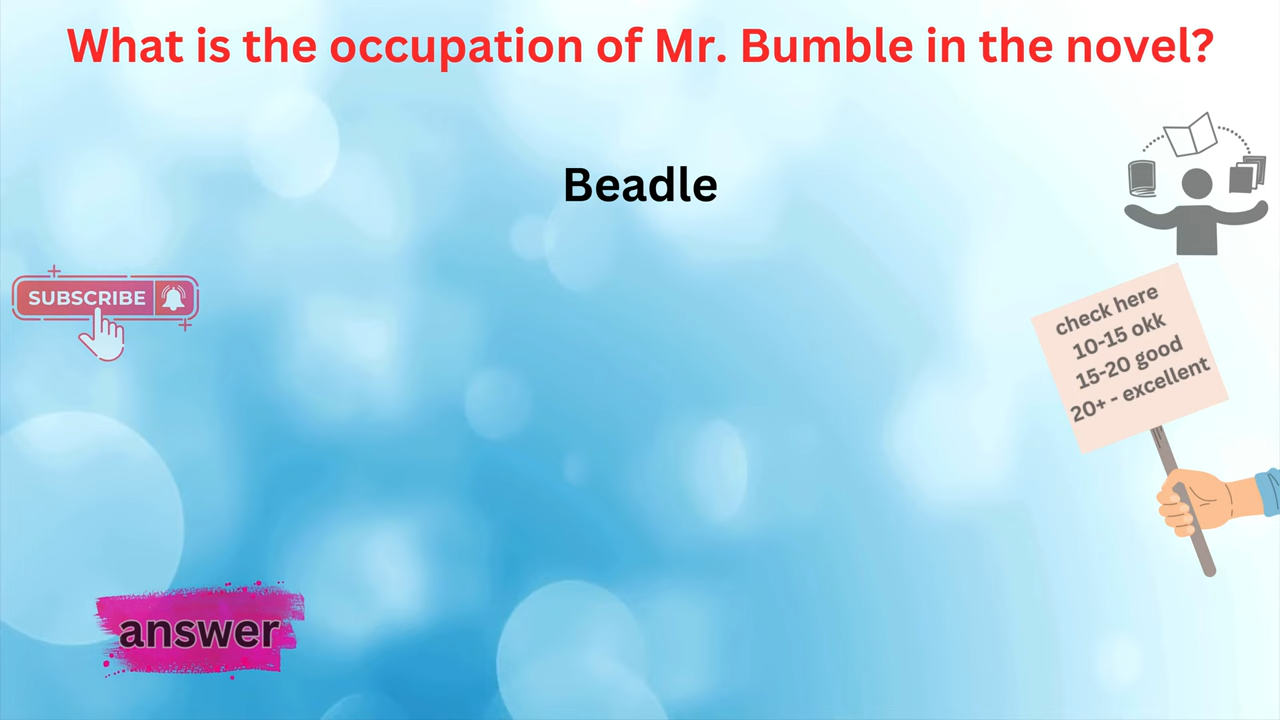 What is the occupation of Mr. Bumble in the novel?
Beadle
SUBSCRIBE
check here
10-15 okk
15-20 good
20+ - excellent
answer